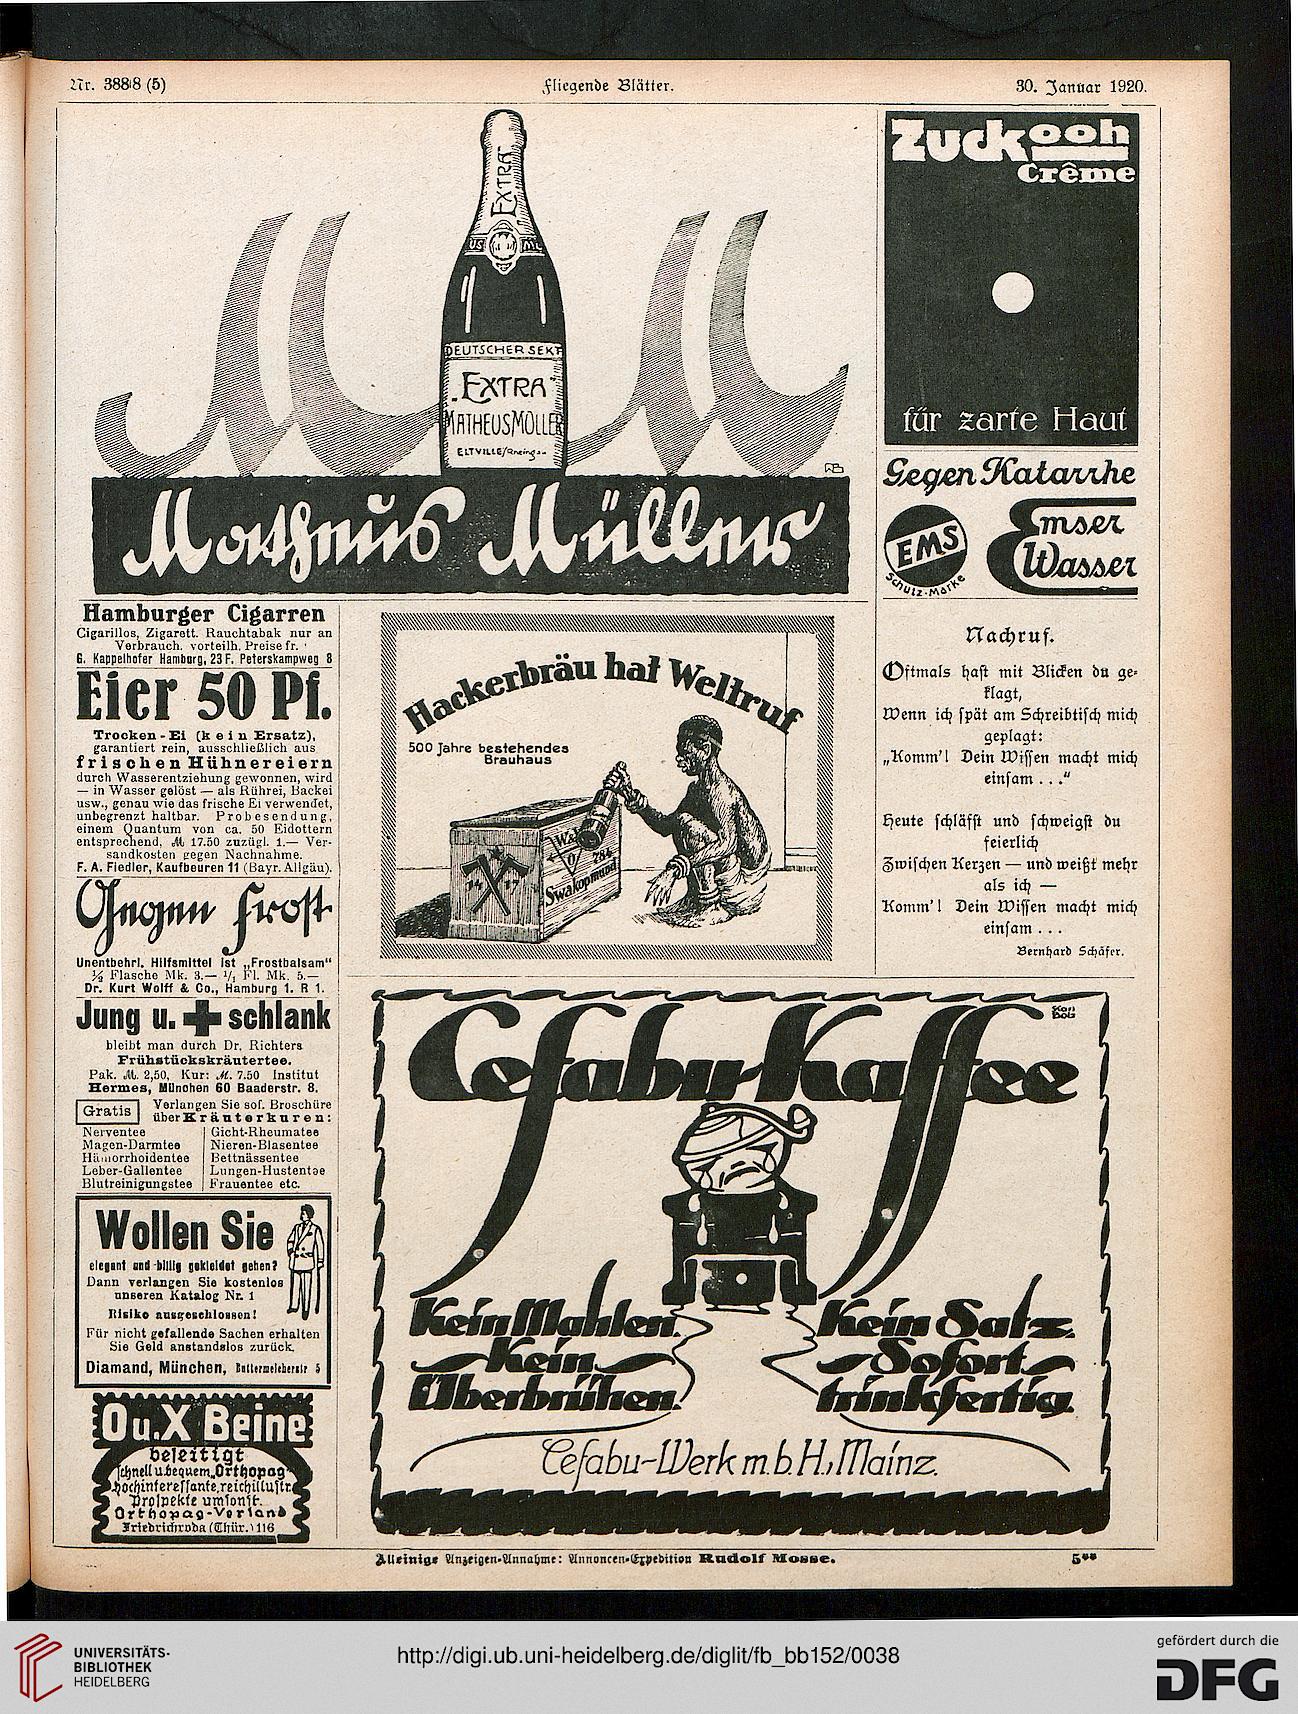 Nr. 3888 (5)
Fliegende Blätter.
30. Januar 1920.
EXTRA
DEUTSCHER SEKT
„EXTRA"
MATHEUS MÜLLER
ELTVILLE/Rheingau
Matheus Müller
Zuckooh
Crême
für zarte Haut
Gegen Katarrhe
EMS
Schutz-Marke
Emser
Wasser
Nachruf.
Oftmals hast mit Blicken du ge-
klagt,
Wenn ich spät am Schreibtisch mich
geplagt:
„Komm'! Dein Wissen macht mich
einsam . . ."
Heute schläfst und schweigst du
feierlich
Zwischen Kerzen — und weißt mehr
als ich —
Komm'! Dein Wissen macht mich
einsam . . .
Bernhard Schäfer.
Hamburger Cigarren
Cigarillos, Zigarett. Rauchtabak nur an
Verbrauch. vorteilh. Preise fr.
G. Kappelhofer Hamburg, 23 F. Peterskampweg 8
Eier 50 Pf.
Trocken-Ei (kein Ersatz),
garantiert rein, ausschließlich aus
frischen Hühnereiern
durch Wasserentziehung gewonnen, wird
— in Wasser gelöst — als Rührei, Backei
usw., genau wie das frische Ei verwendet,
unbegrenzt haltbar. Probesendung,
einem Quantum von ca. 50 Eidottern
entsprechend, ℳ 17.50 zuzügl. 1.— Ver-
sandkosten gegen Nachnahme.
F. A. Fiedler, Kaufbeuren 11 (Bayr. Allgäu).
Gegen Frost
Unentbehrl. Hilfsmittel ist „Frostbalsam"
½ Flasche Mk. 3.— ¹/₁ Fl. Mk. 5.—
Dr. Kurt Wolff & Co., Hamburg 1. R 1.
Jung u. schlank
bleibt man durch Dr. Richters
Frühstückskräutertee.
Pak. ℳ. 2,50, Kur: ℳ. 7.50 Institut
Hermes, München 60 Baaderstr. 8.
Gratis
Verlangen Sie sof. Broschüre
über Kräuterkuren:
Nerventee
Magen-Darmtee
Hämorrhoidentee
Leber-Gallentee
Blutreinigungstee
Gicht-Rheumatee
Nieren-Blasentee
Bettnässentee
Lungen-Hustentee
Frauentee etc.
Wollen Sie
elegant und billig gekleidet gehen?
Dann verlangen Sie kostenlos
unseren Katalog Nr. 1
Risiko ausgeschlossen!
Für nicht gefallende Sachen erhalten
Sie Geld anstandslos zurück.
Diamand, München, Buttermelcherstr 5
O u. X Beine
beseitigt
schnell u. bequem „Orthopag"
hochinteressante, reichillustr.
Prospekte umsonst.
Orthopag-Versand
Friedrichroda (Thür.) 116
Hackerbräu hat Weltruf
500 Jahre bestehendes
Brauhaus
14 17
W&
O
284
Swakopmund
Cefabu-Kaffee
Kein Mahlen.
Kein
Überbrühen.
Kein Satz.
Sofort
trinkfertig.
Cefabu-Werk m.b.H., Mainz.
Alleinige Anzeigen-Annahme: Annoncen-Expedition Rudolf Mosse.
5**
UNIVERSITÄTS-
BIBLIOTHEK
HEIDELBERG
http://digi.ub.uni-heidelberg.de/diglit/fb_bb152/0038
gefördert durch die
DFG